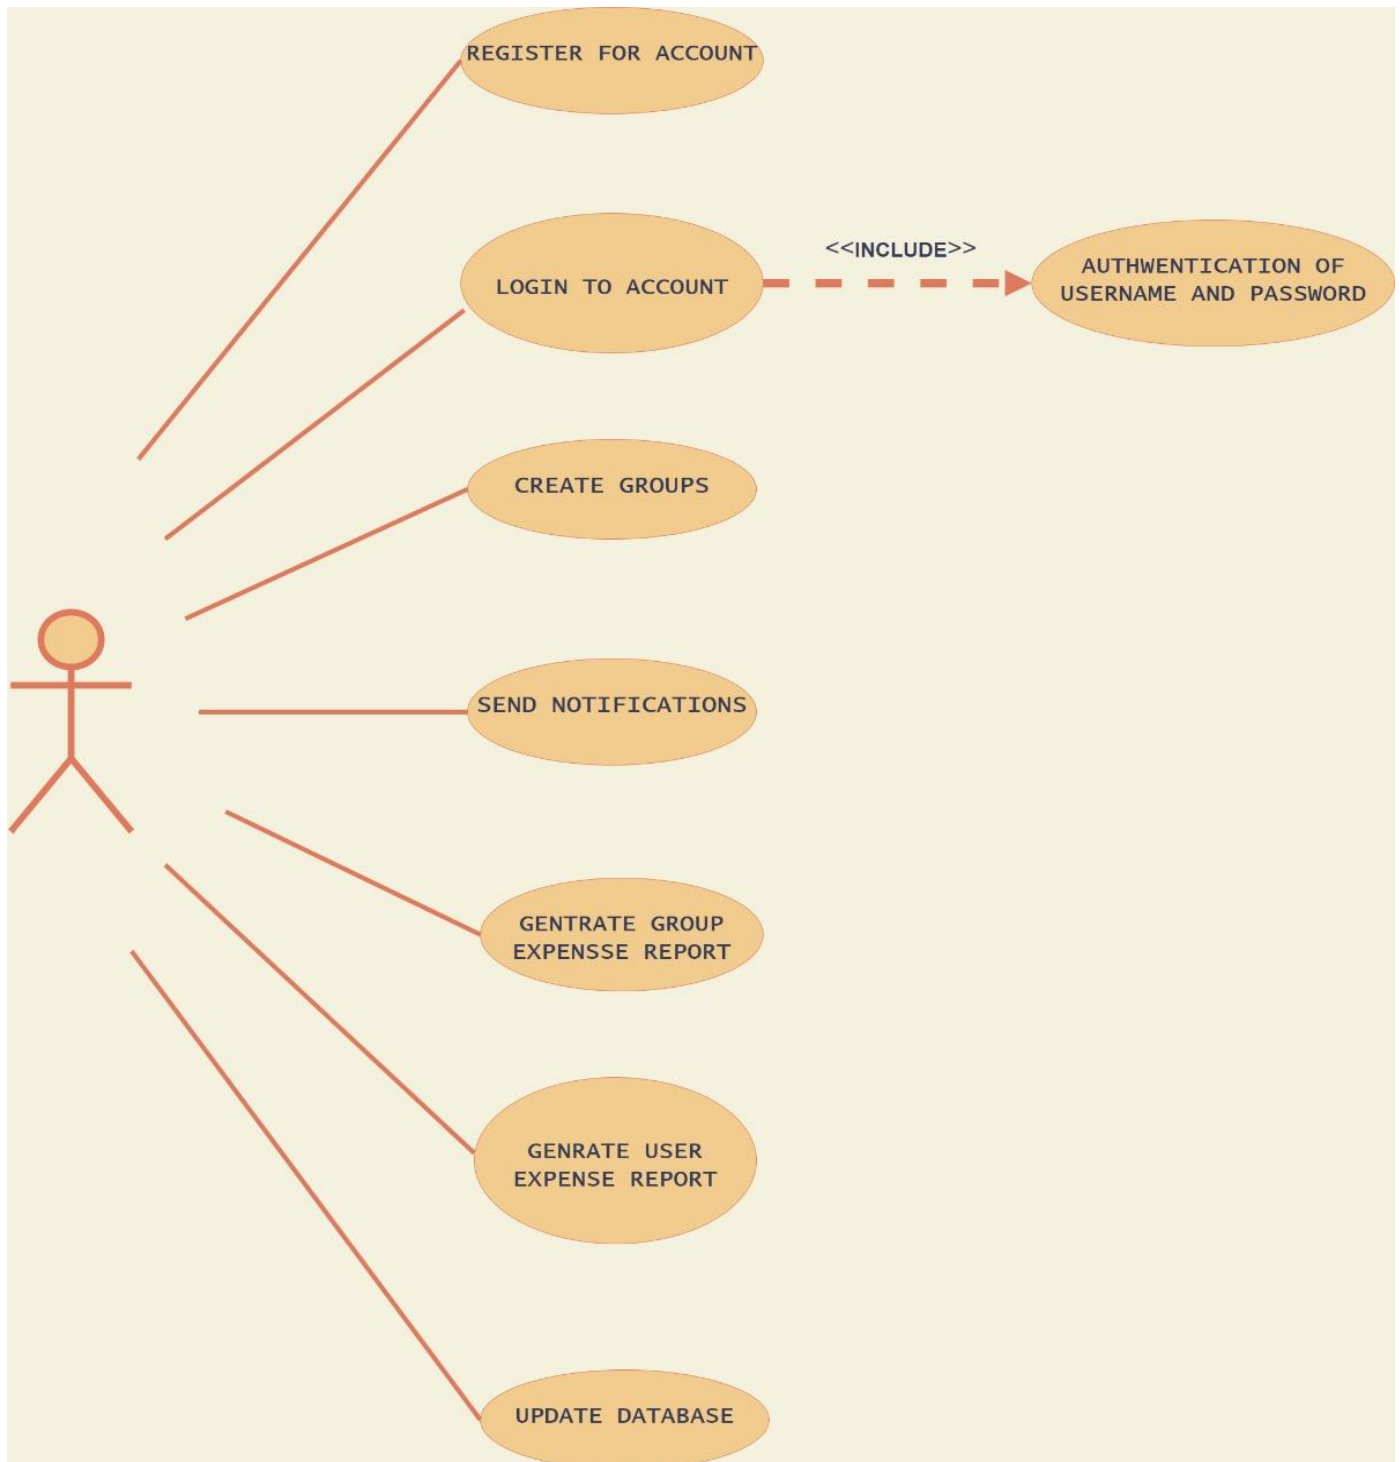 REGISTER FOR ACCOUNT
LOGIN TO ACCOUNT
<<INCLUDE>>
AUTHWENTICATION OF
USERNAME AND PASSWORD
CREATE GROUPS
SEND NOTIFICATIONS
GENTRATE GROUP
EXPENSSE REPORT
GENRATE USER
EXPENSE REPORT
UPDATE DATABASE